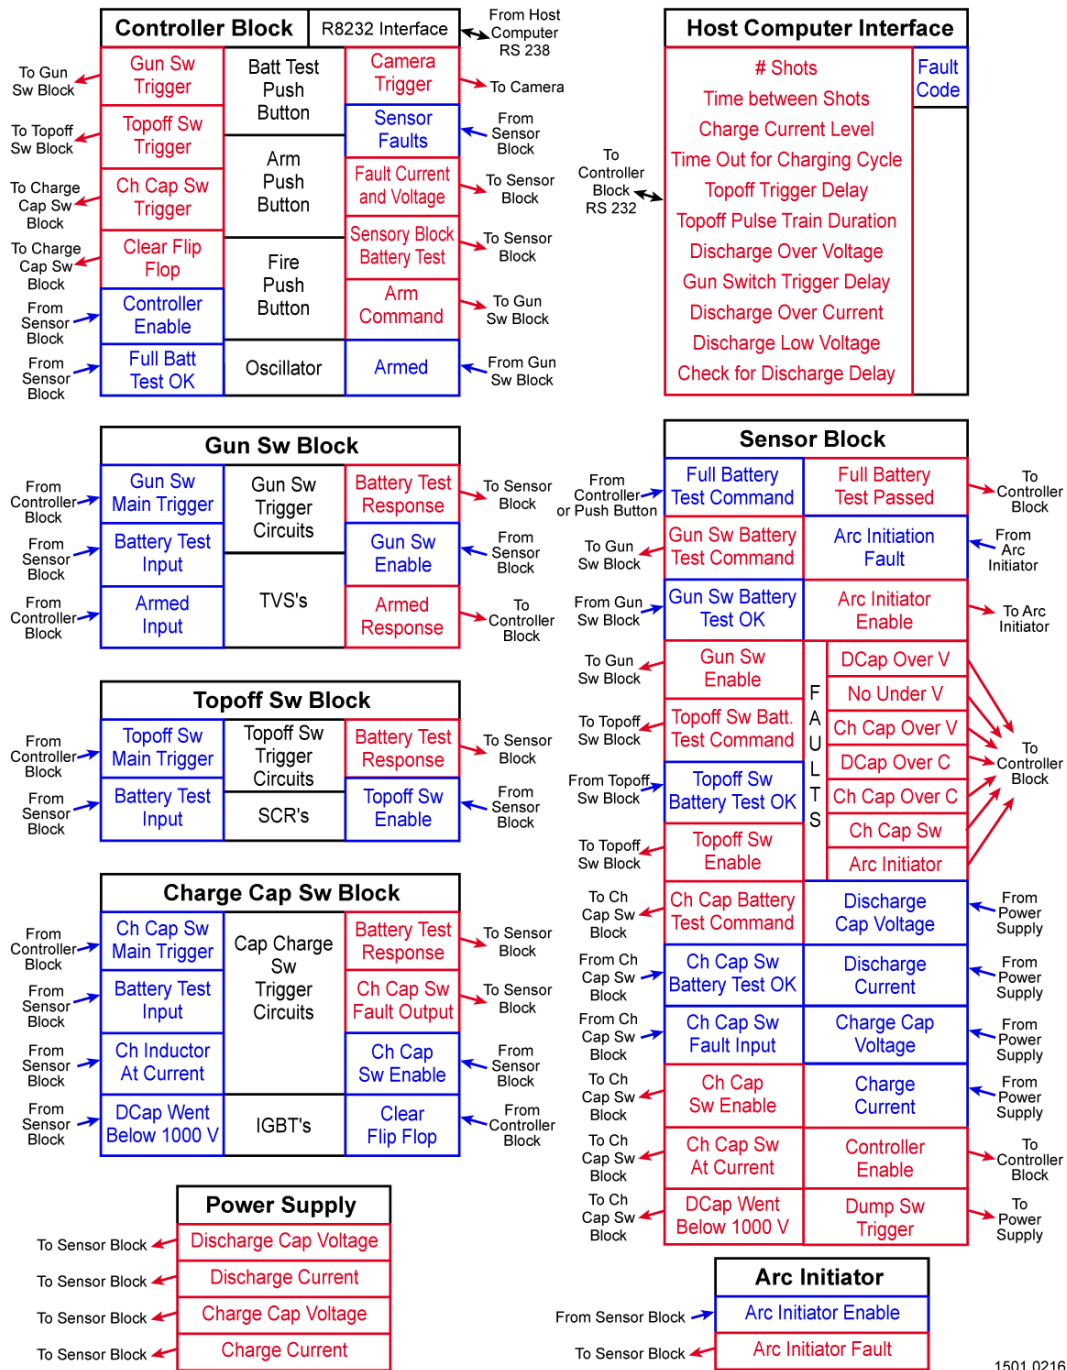 Controller Block
R8232 Interface
From Host
Computer
RS 238
To Gun
Sw Block
Gun Sw
Trigger
To Topoff
Sw Block
Topoff Sw
Trigger
To Charge
Cap Sw
Block
Ch Cap Sw
Trigger
To Charge
Cap Sw
Block
Clear Flip
Flop
From
Sensor
Block
Controller
Enable
From
Sensor
Block
Full Batt
Test OK
Batt Test
Push
Button
Arm
Push
Button
Fire
Push
Button
Oscillator
Camera
Trigger
To Camera
Sensor
Faults
From
Sensor
Block
Fault Current
and Voltage
To Sensor
Block
Sensory Block
Battery Test
To Sensor
Block
Arm
Command
To Gun
Sw Block
Armed
From Gun
Sw Block
Host Computer Interface
To
Controller
Block
RS 232
# Shots
Time between Shots
Charge Current Level
Time Out for Charging Cycle
Topoff Trigger Delay
Topoff Pulse Train Duration
Discharge Over Voltage
Gun Switch Trigger Delay
Discharge Over Current
Discharge Low Voltage
Check for Discharge Delay
Fault
Code
Gun Sw Block
From
Controller
Block
Gun Sw
Main Trigger
From
Sensor
Block
Battery Test
Input
From
Controller
Block
Armed
Input
Gun Sw
Trigger
Circuits
TVS's
Battery Test
Response
To Sensor
Block
Gun Sw
Enable
From
Sensor
Block
Armed
Response
To
Controller
Block
Topoff Sw Block
From
Controller
Block
Topoff Sw
Main Trigger
From
Sensor
Block
Battery Test
Input
Topoff Sw
Trigger
Circuits
SCR's
Battery Test
Response
To Sensor
Block
Topoff Sw
Enable
From
Sensor
Block
Charge Cap Sw Block
From
Controller
Block
Ch Cap Sw
Main Trigger
From
Sensor
Block
Battery Test
Input
From
Sensor
Block
Ch Inductor
At Current
From
Sensor
Block
DCap Went
Below 1000 V
Cap Charge
Sw
Trigger
Circuits
IGBT's
Battery Test
Response
To Sensor
Block
Ch Cap Sw
Fault Output
To Sensor
Block
Ch Cap
Sw Enable
From
Sensor
Block
Clear
Flip Flop
From
Controller
Block
Power Supply
To Sensor Block
Discharge Cap Voltage
To Sensor Block
Discharge Current
To Sensor Block
Charge Cap Voltage
To Sensor Block
Charge Current
Sensor Block
From
Controller
or Push Button
Full Battery
Test Command
To Gun
Sw Block
Gun Sw Battery
Test Command
From Gun
Sw Block
Gun Sw Battery
Test OK
To Gun
Sw Block
Gun Sw
Enable
To Topoff
Sw Block
Topoff Sw Batt.
Test Command
From Topoff
Sw Block
Topoff Sw
Battery Test OK
To Topoff
Sw Block
Topoff Sw
Enable
To Ch
Cap Sw
Block
Ch Cap Battery
Test Command
From Ch
Cap Sw
Block
Ch Cap Sw
Battery Test OK
From Ch
Cap Sw
Block
Ch Cap Sw
Fault Input
To Ch
Cap Sw
Block
Ch Cap
Sw Enable
To Ch
Cap Sw
Block
Ch Cap Sw
At Current
To Ch
Cap Sw
Block
DCap Went
Below 1000 V
Full Battery
Test Passed
To
Controller
Block
Arc Initiation
Fault
From
Arc
Initiator
Arc Initiator
Enable
To Arc
Initiator
FAULTS
DCap Over V
No Under V
Ch Cap Over V
DCap Over C
Ch Cap Over C
Ch Cap Sw
Arc Initiator
To
Controller
Block
Discharge
Cap Voltage
From
Power
Supply
Discharge
Current
From
Power
Supply
Charge Cap
Voltage
From
Power
Supply
Charge
Current
From
Power
Supply
Controller
Enable
To
Controller
Block
Dump Sw
Trigger
To
Power
Supply
Arc Initiator
From Sensor Block
Arc Initiator Enable
To Sensor Block
Arc Initiator Fault
1501.0216